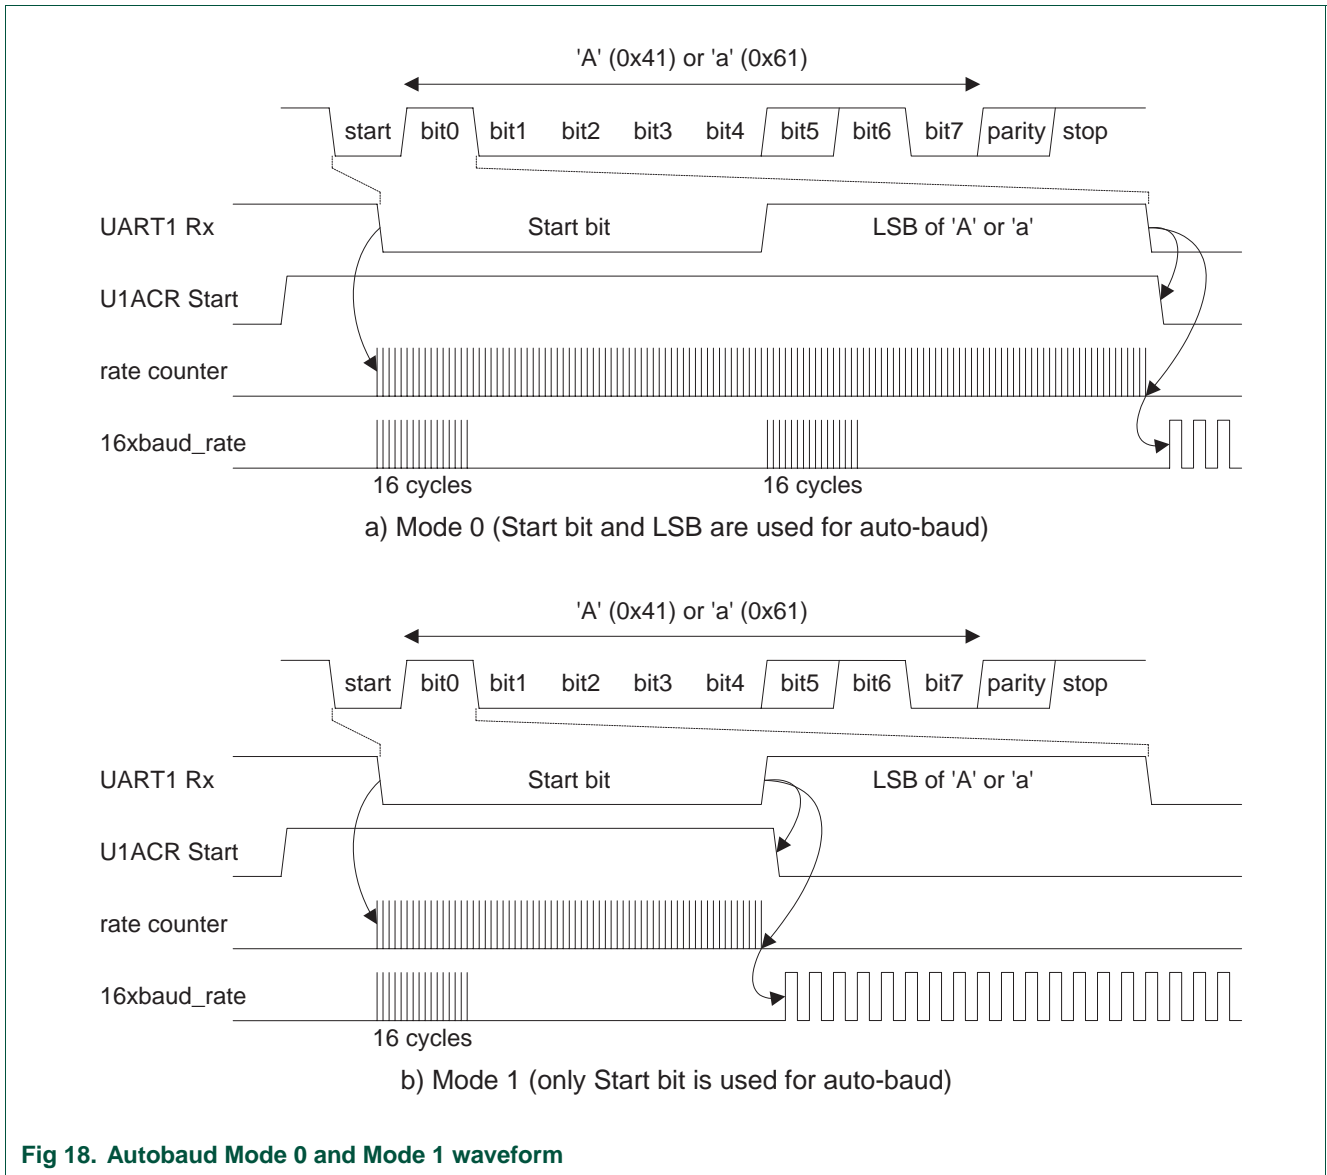 'A' (0x41) or 'a' (0x61)
start bit0 bit1 bit2 bit3 bit4 bit5 bit6 bit7 parity stop
UART1 Rx Start bit LSB of 'A' or 'a'
U1ACR Start
rate counter
16xbaud_rate
16 cycles 16 cycles
a) Mode 0 (Start bit and LSB are used for auto-baud)
'A' (0x41) or 'a' (0x61)
start bit0 bit1 bit2 bit3 bit4 bit5 bit6 bit7 parity stop
UART1 Rx Start bit LSB of 'A' or 'a'
U1ACR Start
rate counter
16xbaud_rate
16 cycles
b) Mode 1 (only Start bit is used for auto-baud)
Fig 18. Autobaud Mode 0 and Mode 1 waveform